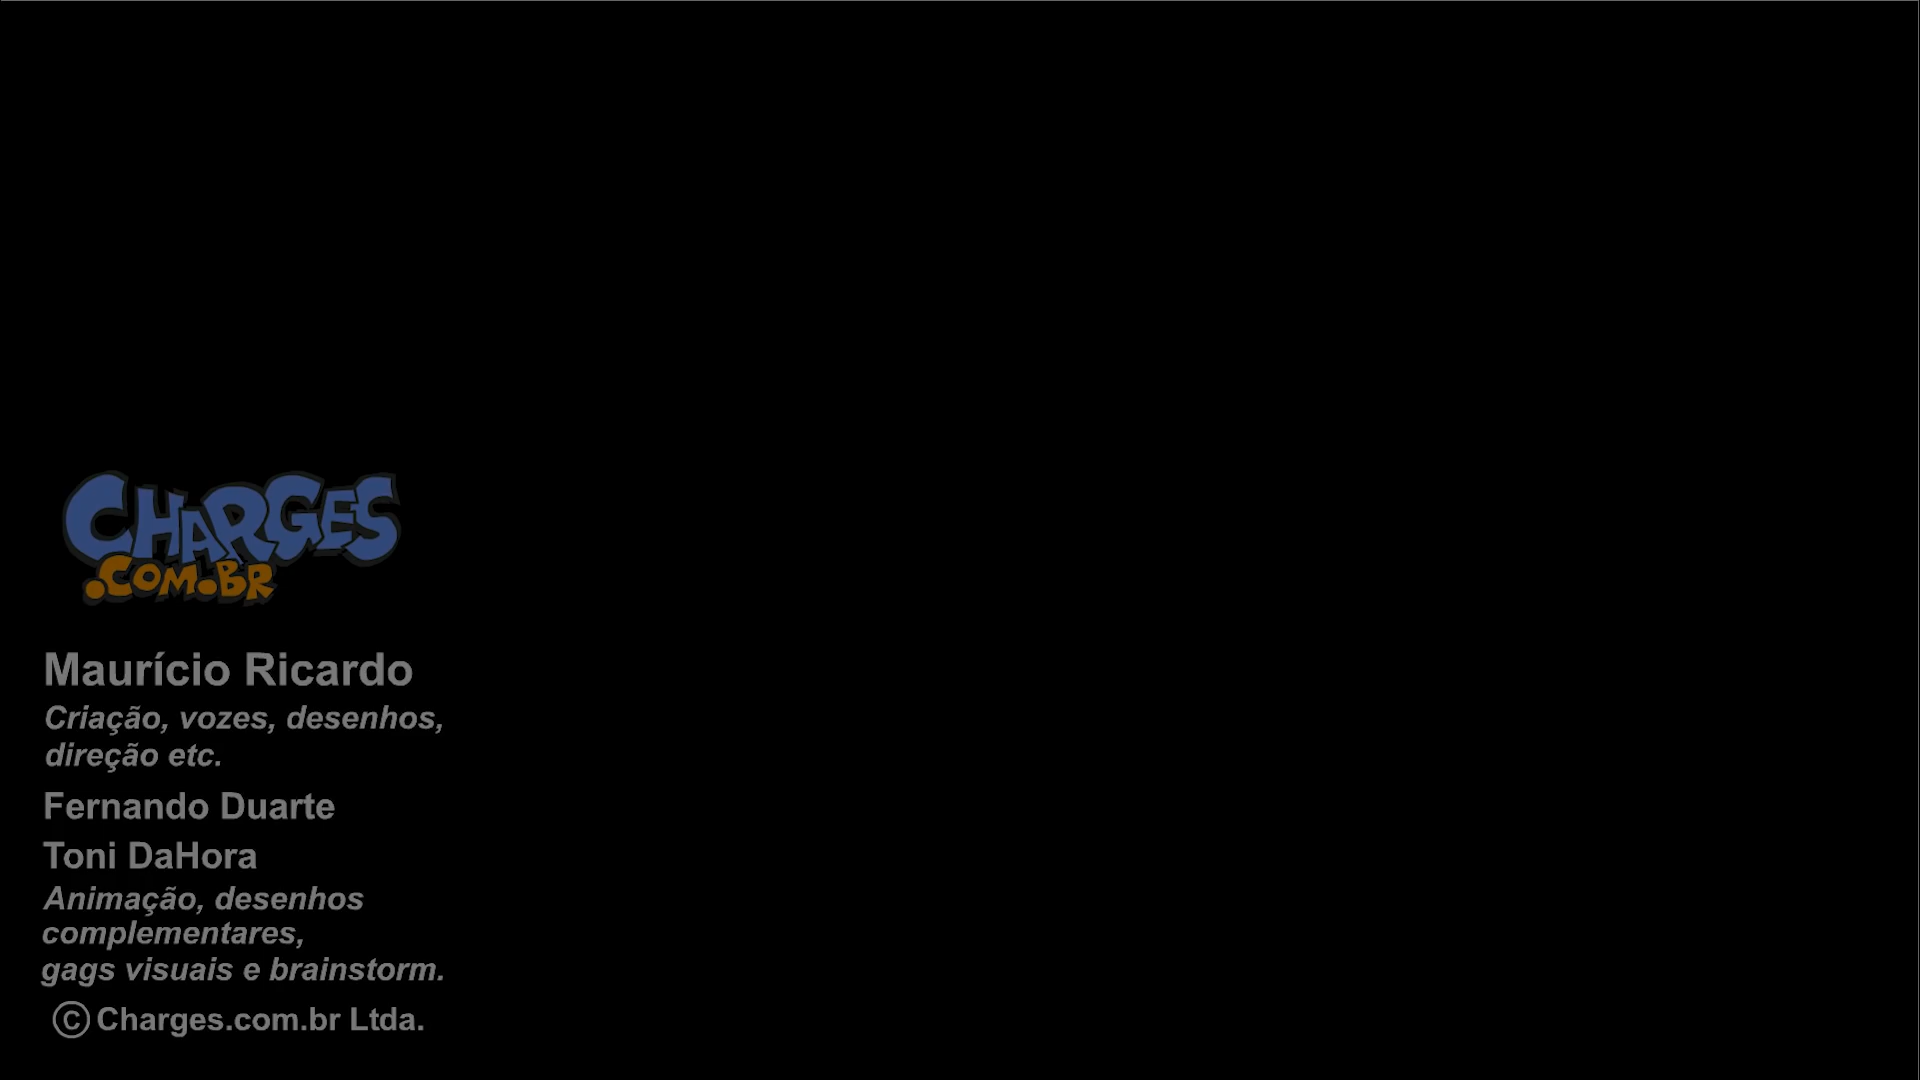 CHARGES
.COM.BR
Maurício Ricardo
Criação, vozes, desenhos,
direção etc.
Fernando Duarte
Toni DaHora
Animação, desenhos
complementares,
gags visuais e brainstorm.
© Charges.com.br Ltda.